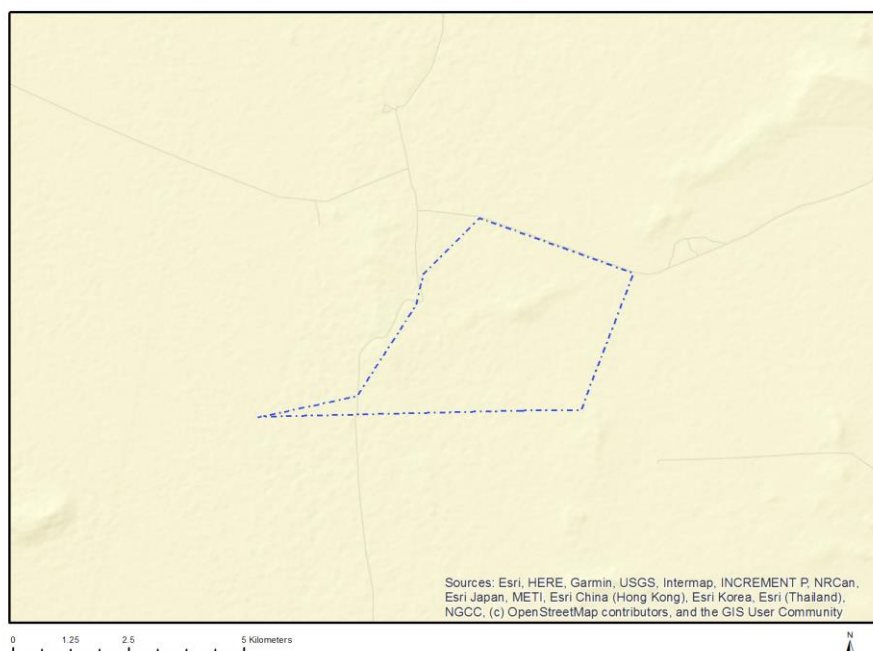 Sources: Esri, HERE, Garmin, USGS, Intermap, INCREMENT P, NRCan,
Esri Japan, METI, Esri China (Hong Kong), Esri Korea, Esri (Thailand),
NGCC, (c) OpenStreetMap contributors, and the GIS User Community
0 1.25 2.5 5 Kilometers
N